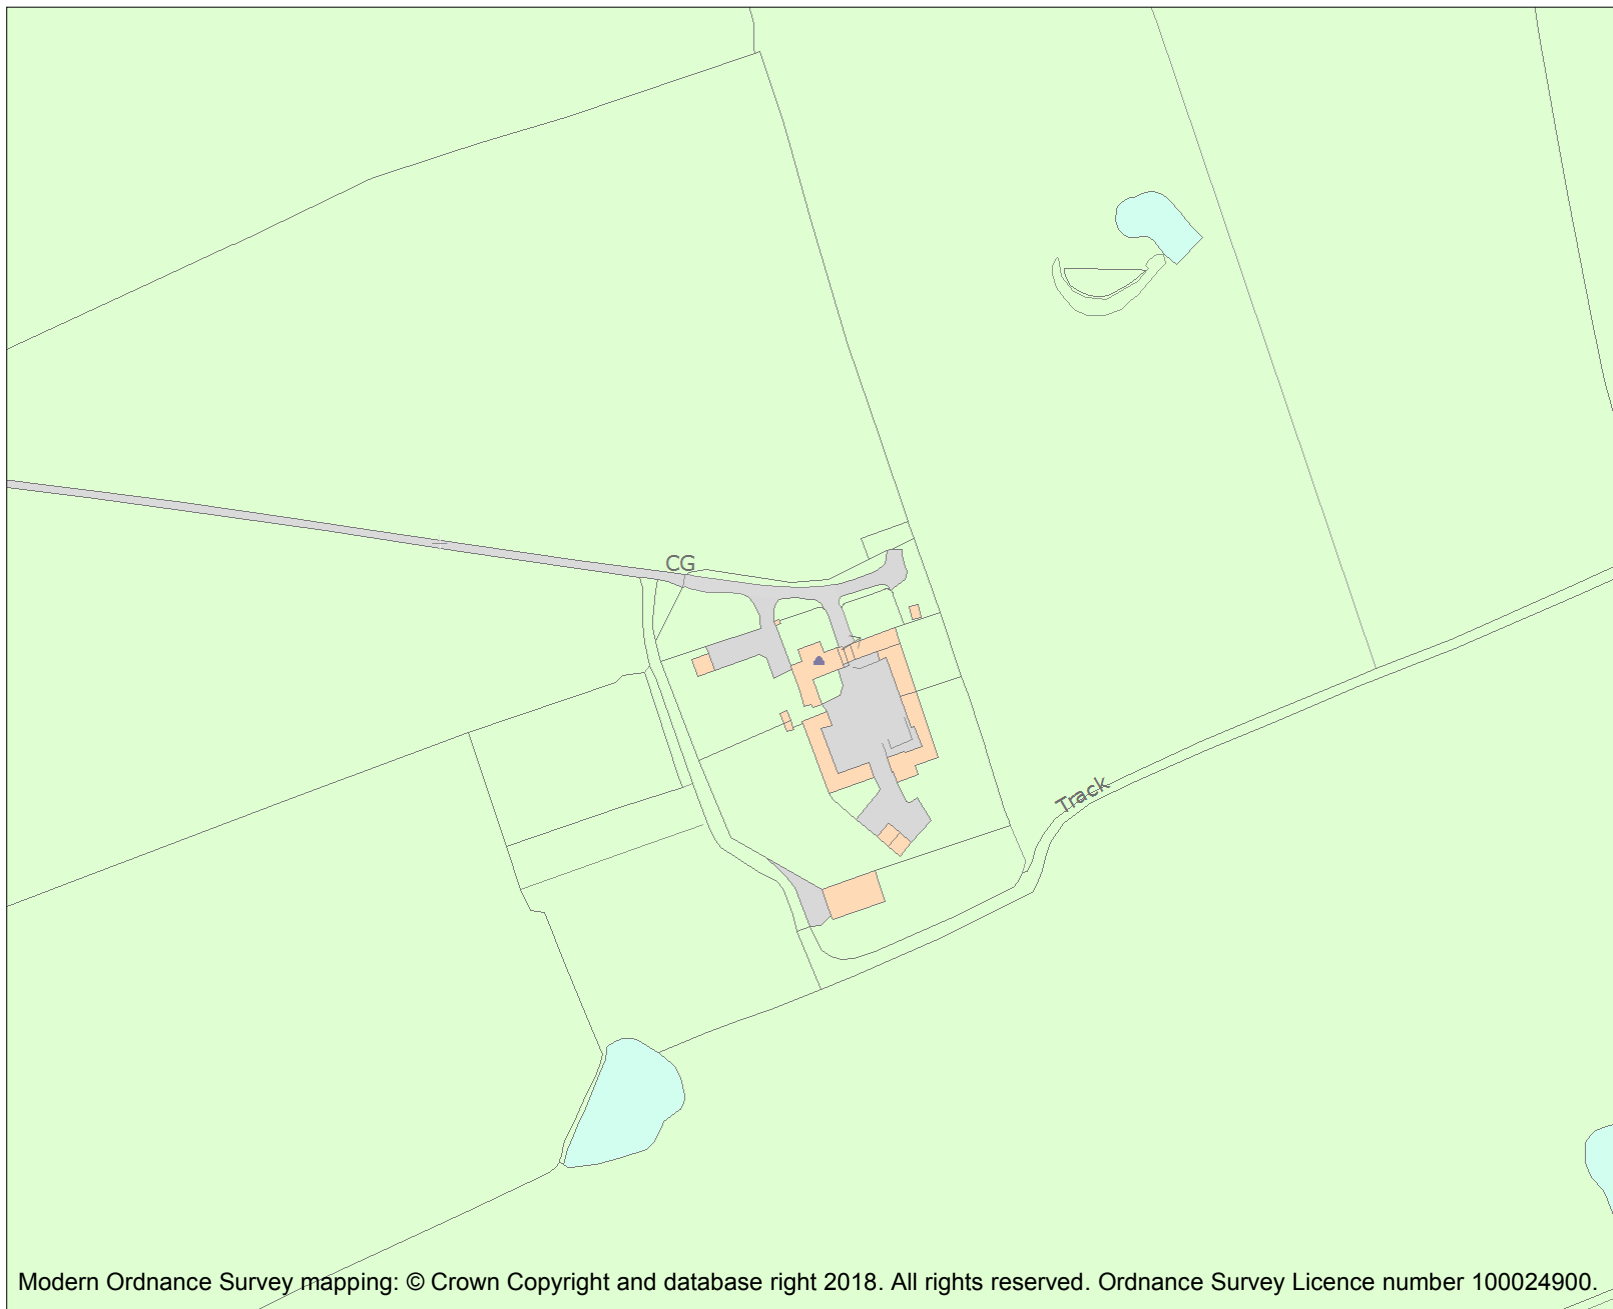 CG
Track
Modern Ordnance Survey mapping: © Crown Copyright and database right 2018. All rights reserved. Ordnance Survey Licence number 100024900.